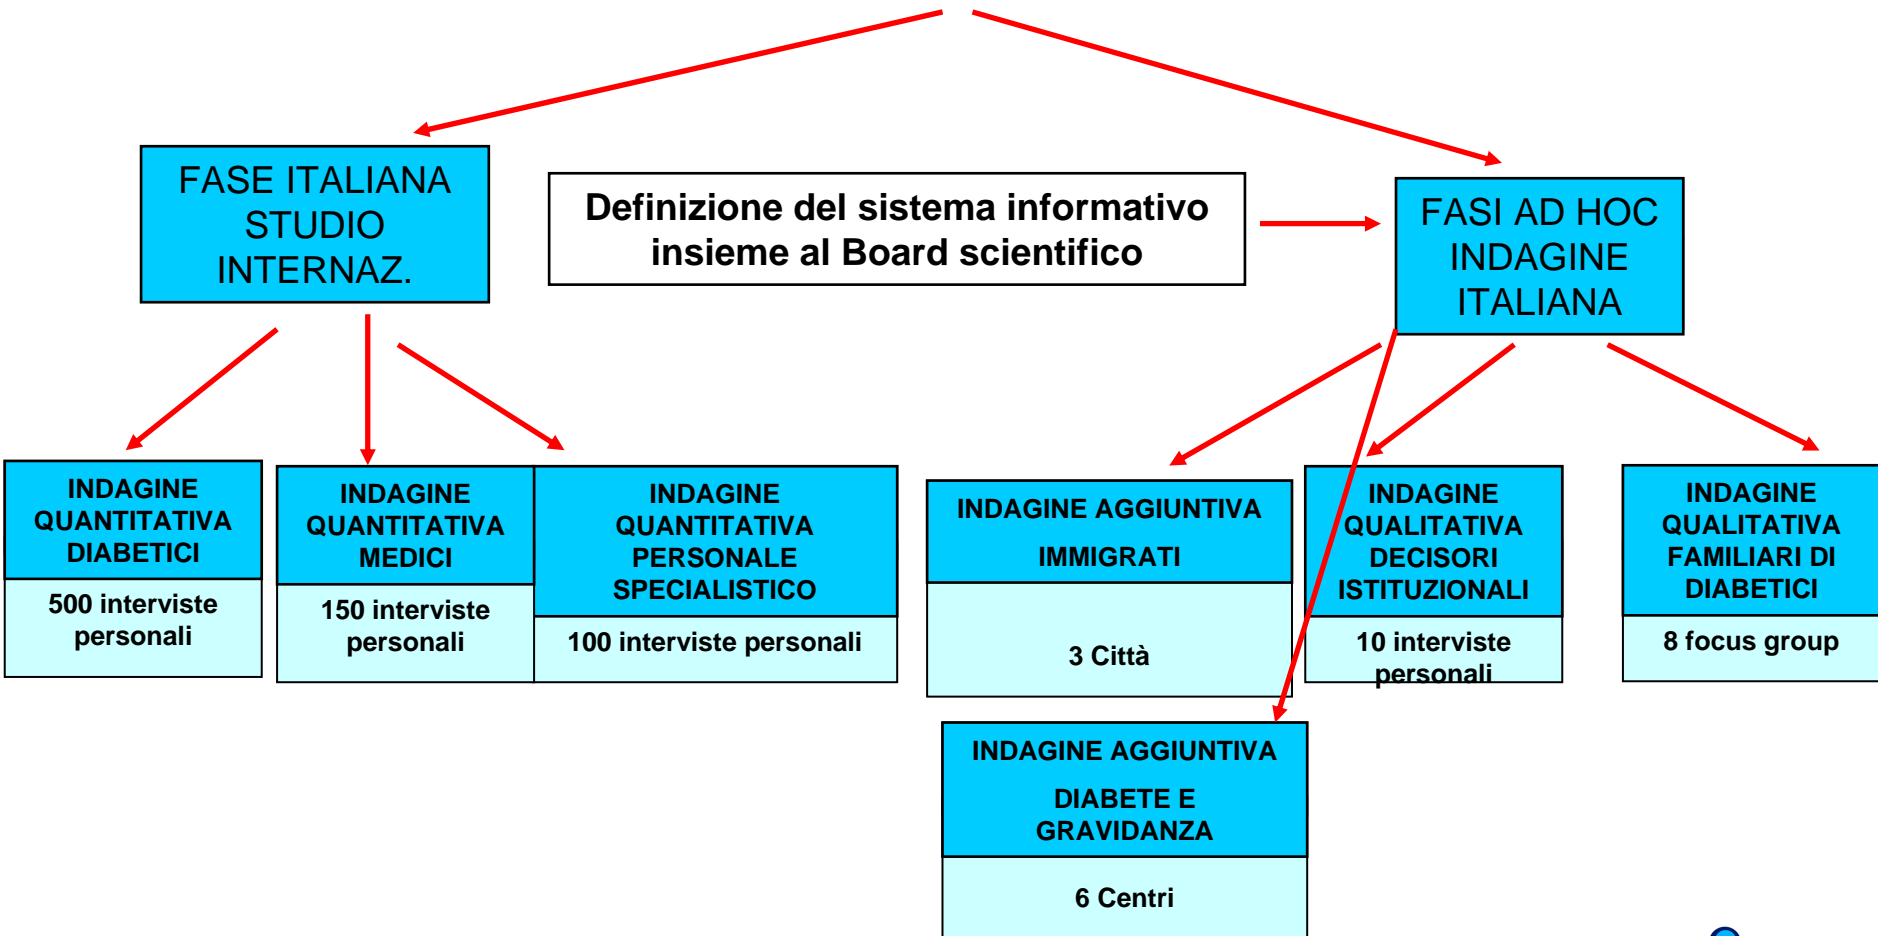 FASE ITALIANA
STUDIO
INTERNAZ.
Definizione del sistema informativo
insieme al Board scientifico
FASI AD HOC
INDAGINE
ITALIANA
INDAGINE
QUANTITATIVA
DIABETICI
500 interviste
personali
INDAGINE
QUANTITATIVA
MEDICI
150 interviste
personali
INDAGINE
QUANTITATIVA
PERSONALE
SPECIALISTICO
100 interviste personali
INDAGINE AGGIUNTIVA
IMMIGRATI
3 Città
INDAGINE
QUALITATIVA
DECISORI
ISTITUZIONALI
10 interviste
personali
INDAGINE
QUALITATIVA
FAMILIARI DI
DIABETICI
8 focus group
INDAGINE AGGIUNTIVA
DIABETE E
GRAVIDANZA
6 Centri